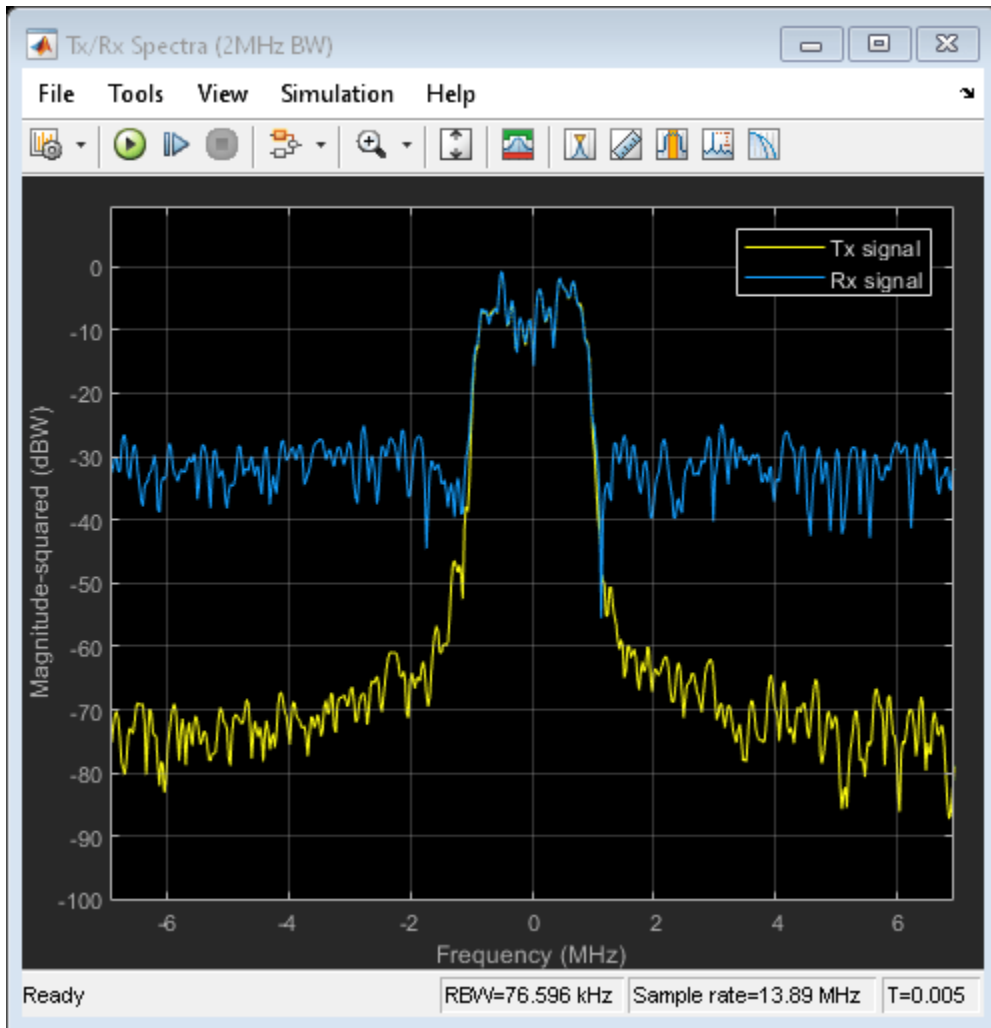 Tx/Rx Spectra (2MHz BW)
File Tools View Simulation Help
Tx signal
Rx signal
0
-10
-20
-30
-40
-50
-60
-70
-80
-90
-100
Magnitude-squared (dBW)
-6 -4 -2 0 2 4 6
Frequency (MHz)
Ready RBW=76.596 kHz Sample rate=13.89 MHz T=0.005